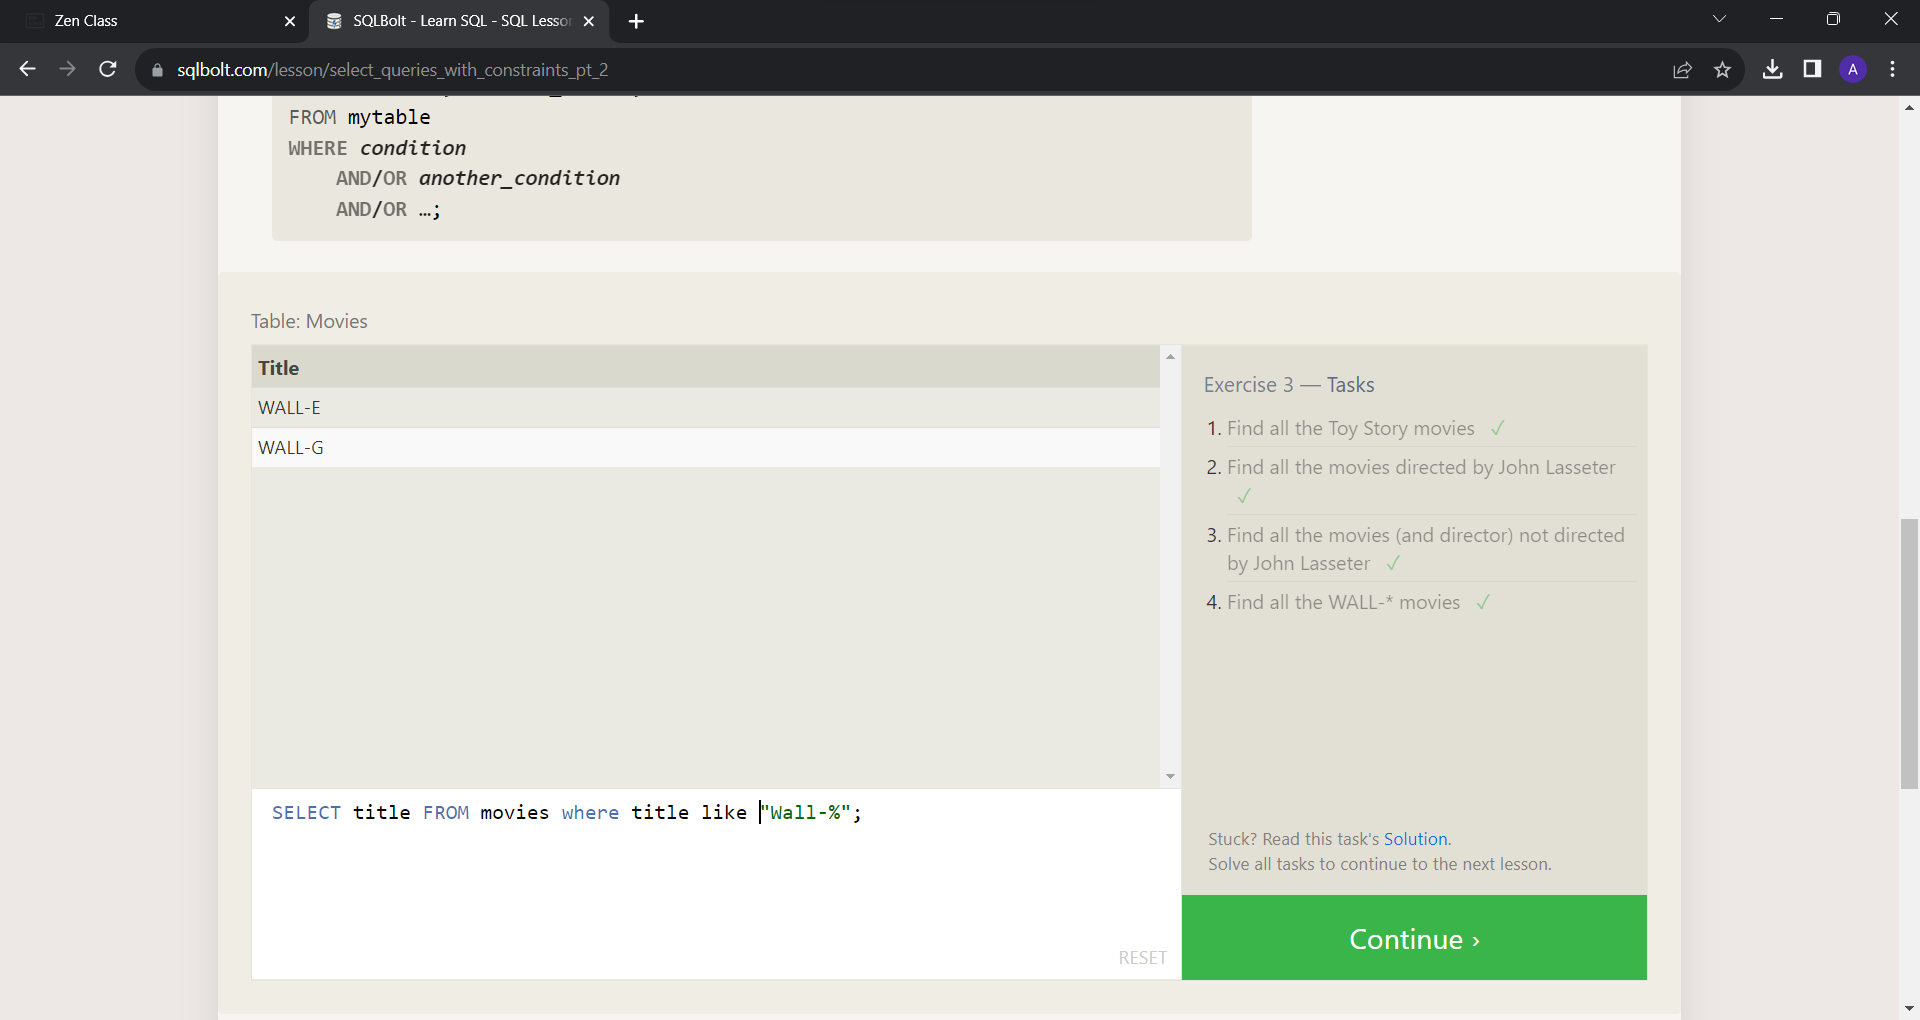 Zen Class
SQLBolt - Learn SQL - SQL Lesso
sqlbolt.com/lesson/select_queries_with_constraints_pt_2
A
FROM mytable
WHERE condition
AND/OR another_condition
AND/OR …;
Table: Movies
Title
WALL-E
WALL-G
SELECT title FROM movies where title like "Wall-%";
RESET
Exercise 3 — Tasks
1. Find all the Toy Story movies ✓
2. Find all the movies directed by John Lasseter
✓
3. Find all the movies (and director) not directed
by John Lasseter ✓
4. Find all the WALL-* movies ✓
Stuck? Read this task's Solution.
Solve all tasks to continue to the next lesson.
Continue ›